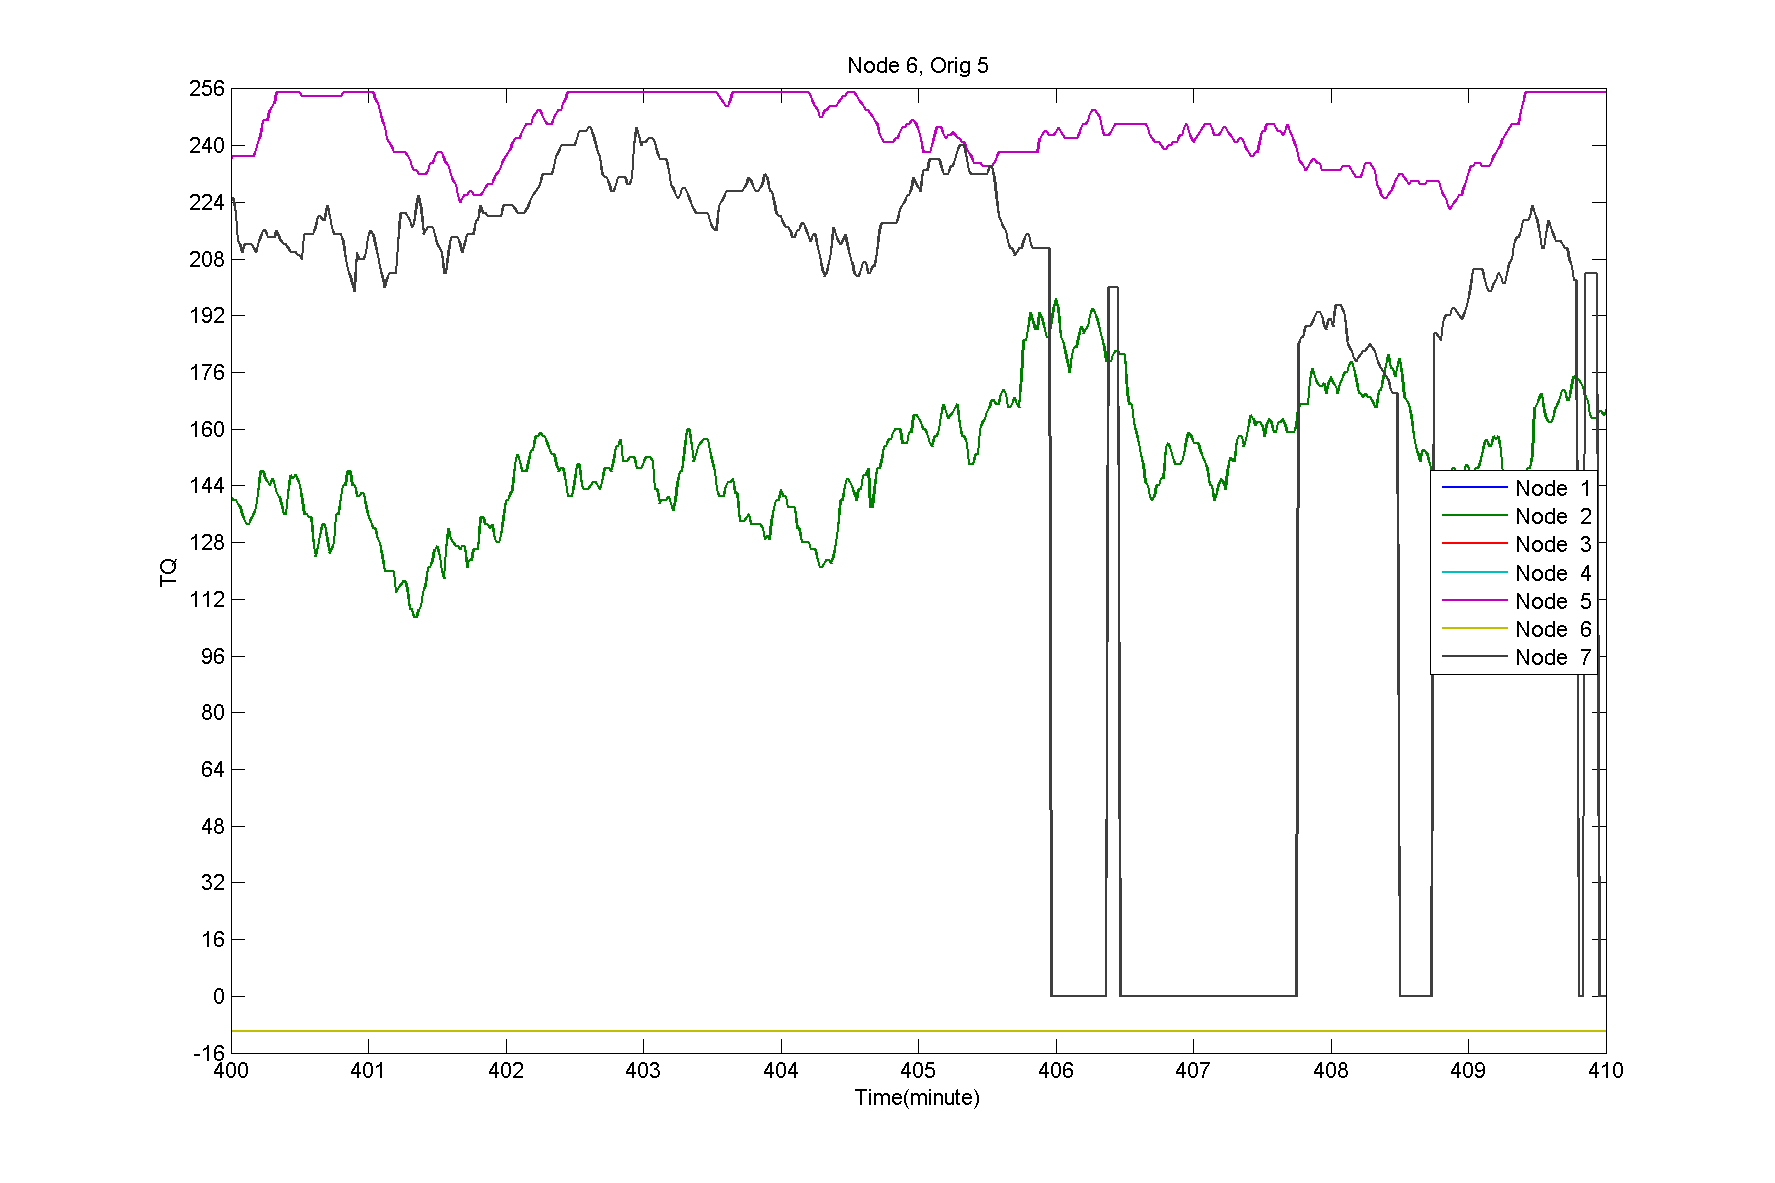 Node 6, Orig 5
256
240
224
208
192
176
160
144
128
112
96
80
64
48
32
16
0
-16
TQ
400 401 402 403 404 405 406 407 408 409 410
Time(minute)
Node 1
Node 2
Node 3
Node 4
Node 5
Node 6
Node 7